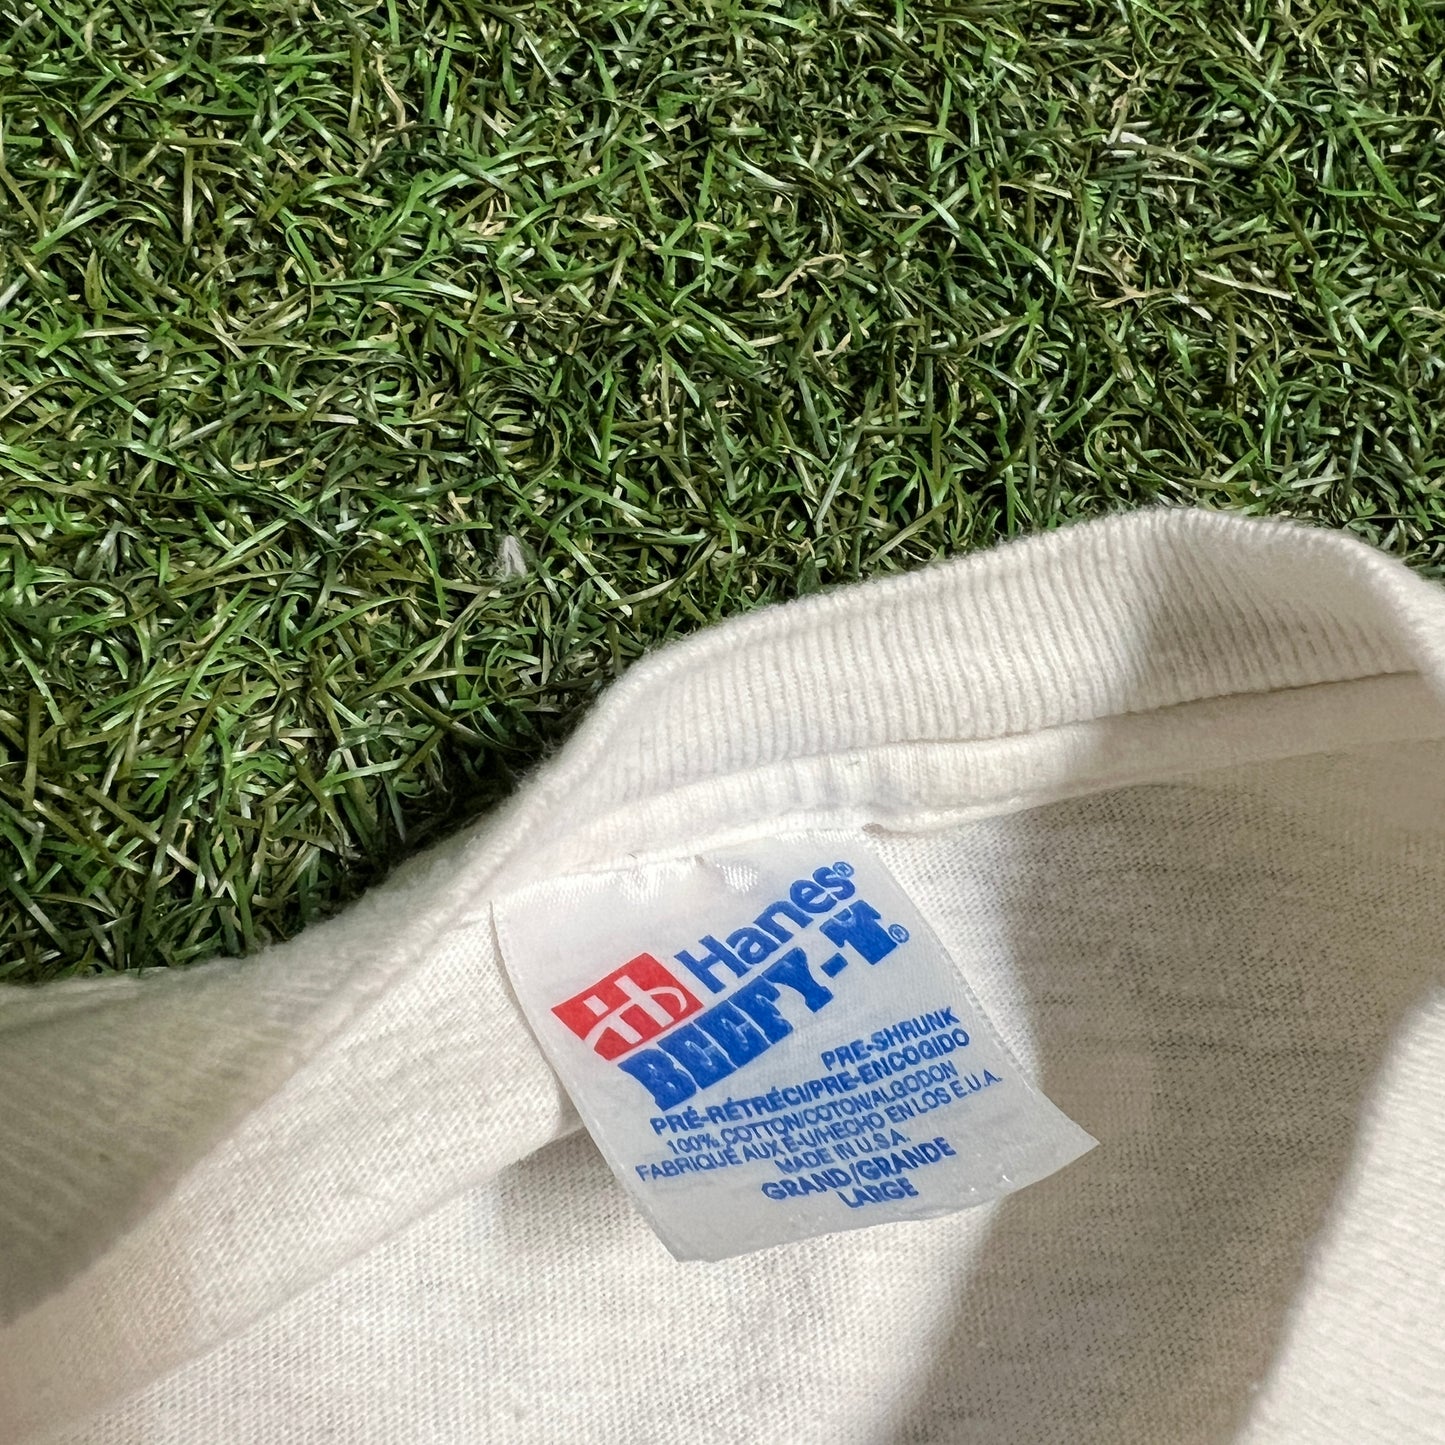 Hanes®
BEEFY-T®
PRE-SHRUNK
PRÉ-RÉTRÉCI/PRE-ENCOGIDO
100% COTTON/COTON/ALGODON
FABRIQUÉ AUX É-U/HECHO EN LOS E.U.A.
MADE IN U.S.A.
GRAND/GRANDE
LARGE